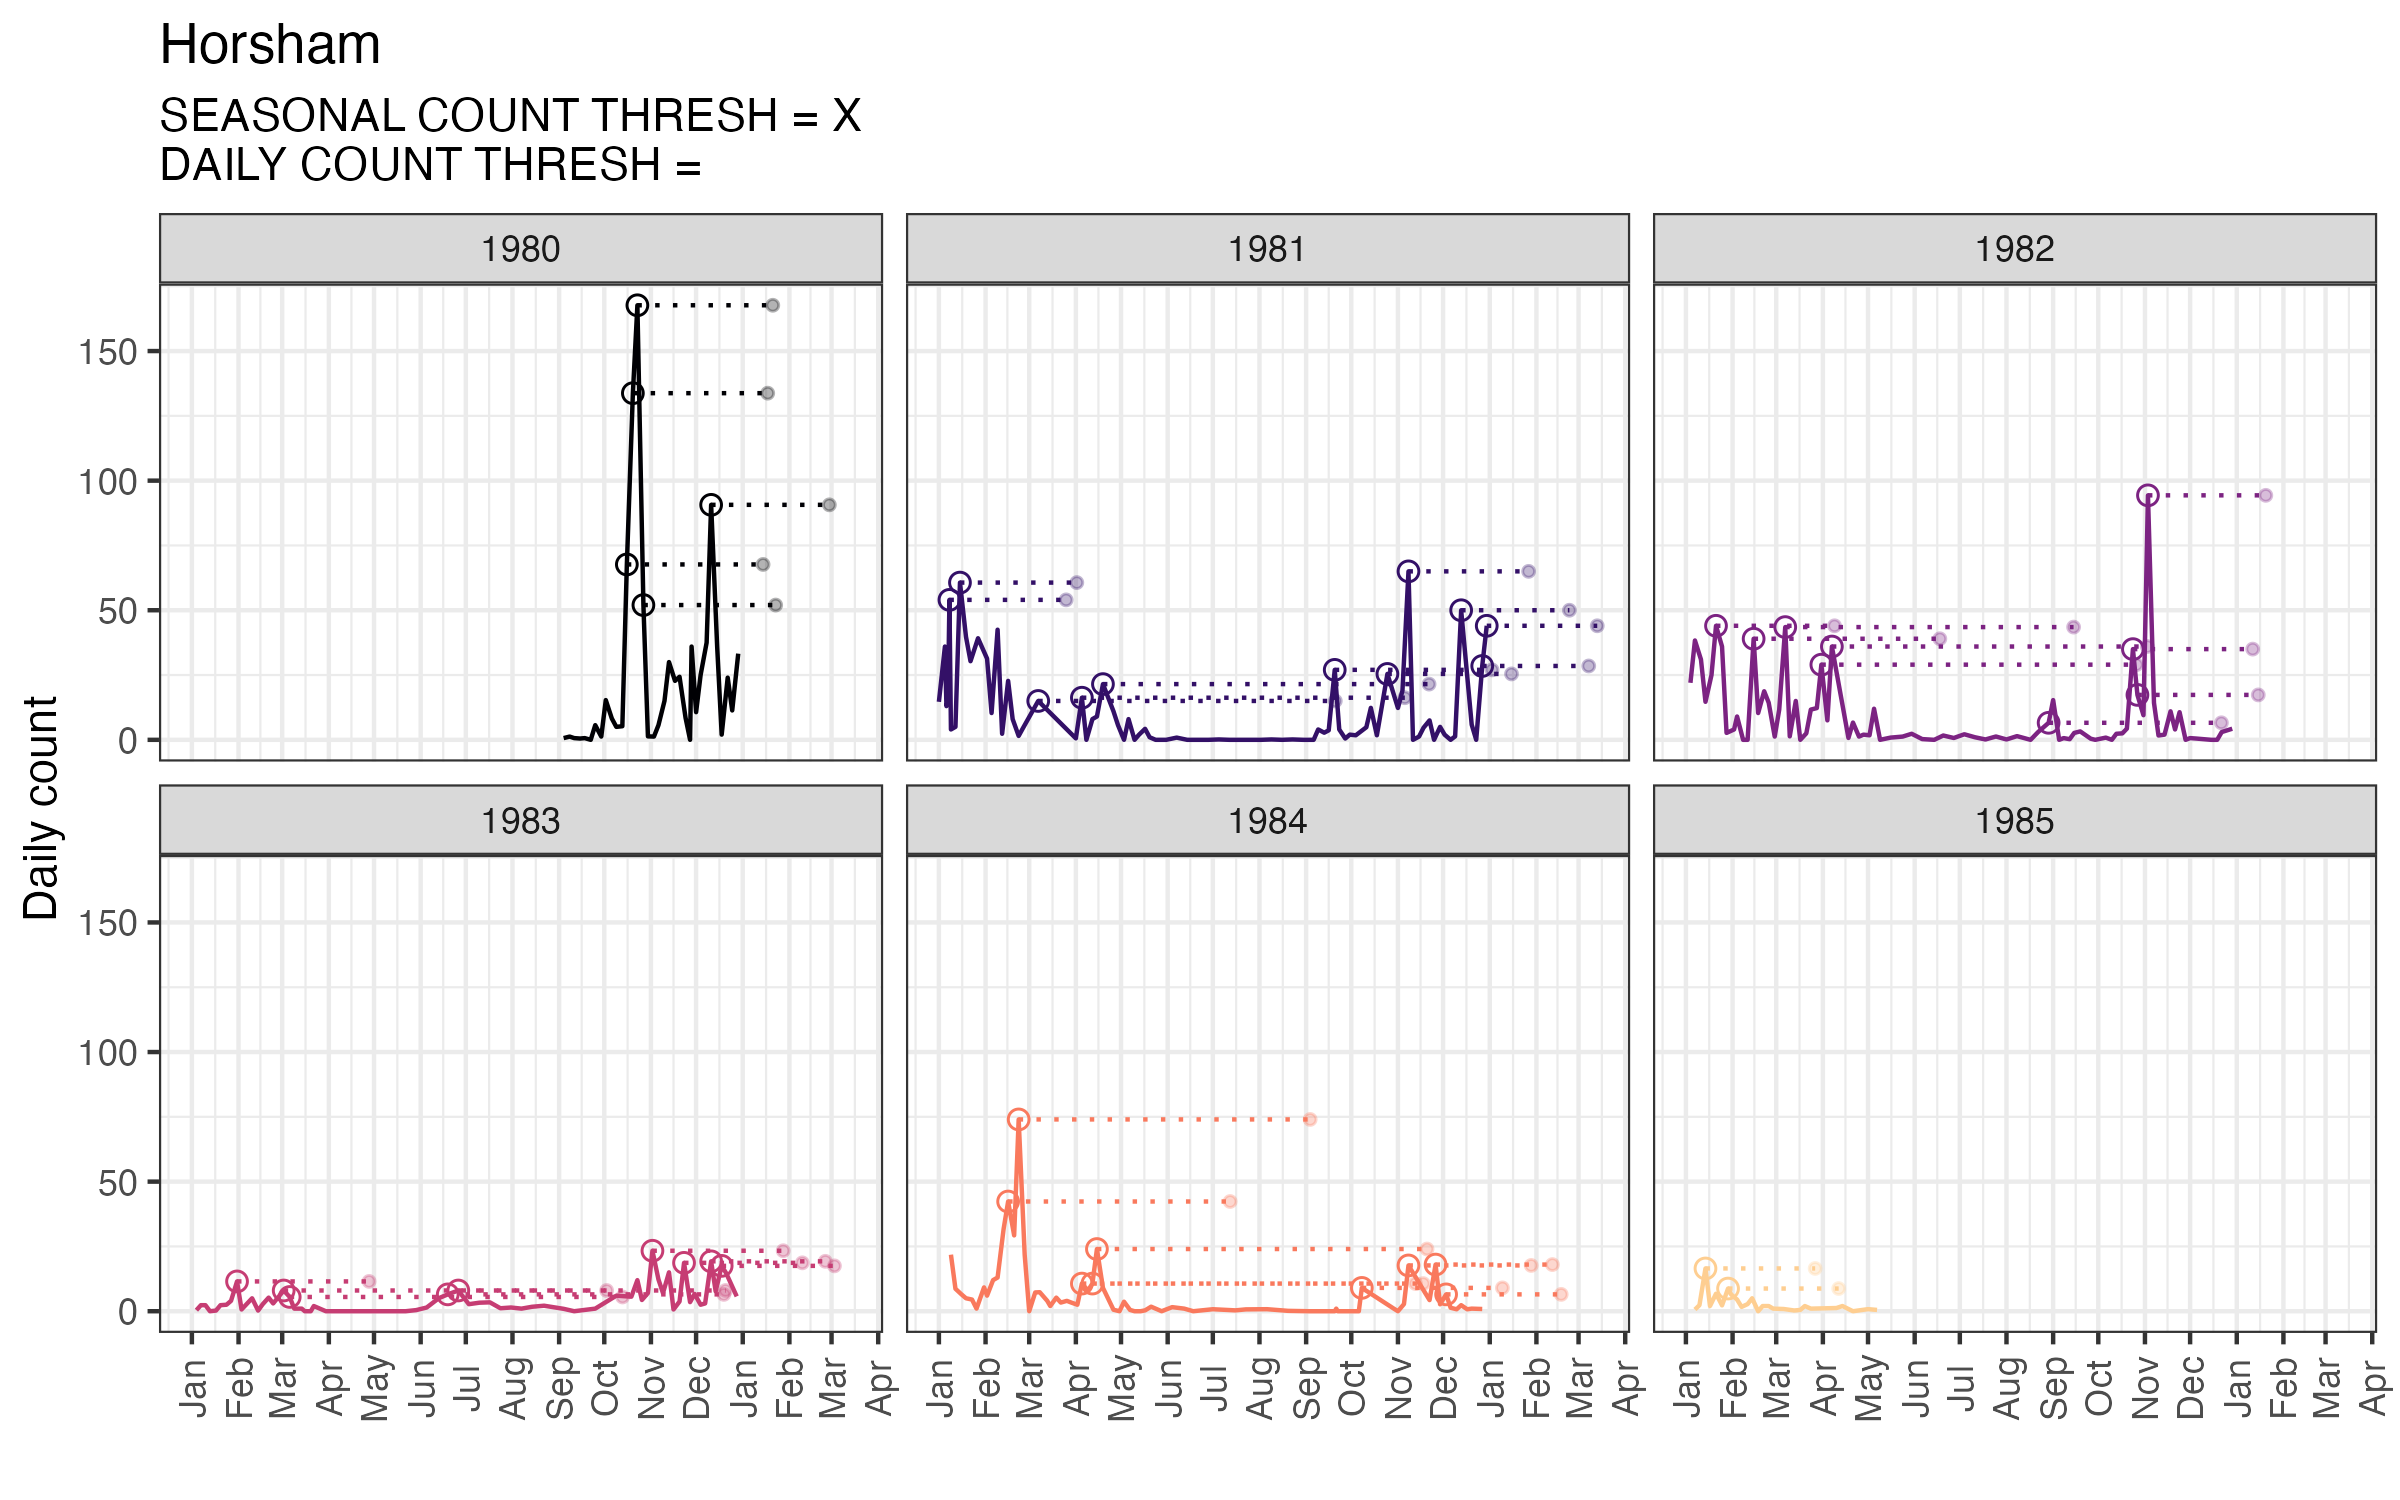 Horsham
SEASONAL COUNT THRESH = X
DAILY COUNT THRESH =
1980
1981
1982
150
100
50
0
Daily count
1983
1984
1985
150
100
50
0
Jan Feb Mar Apr May Jun Jul Aug Sep Oct Nov Dec Jan Feb Mar Apr
Jan Feb Mar Apr May Jun Jul Aug Sep Oct Nov Dec Jan Feb Mar Apr
Jan Feb Mar Apr May Jun Jul Aug Sep Oct Nov Dec Jan Feb Mar Apr